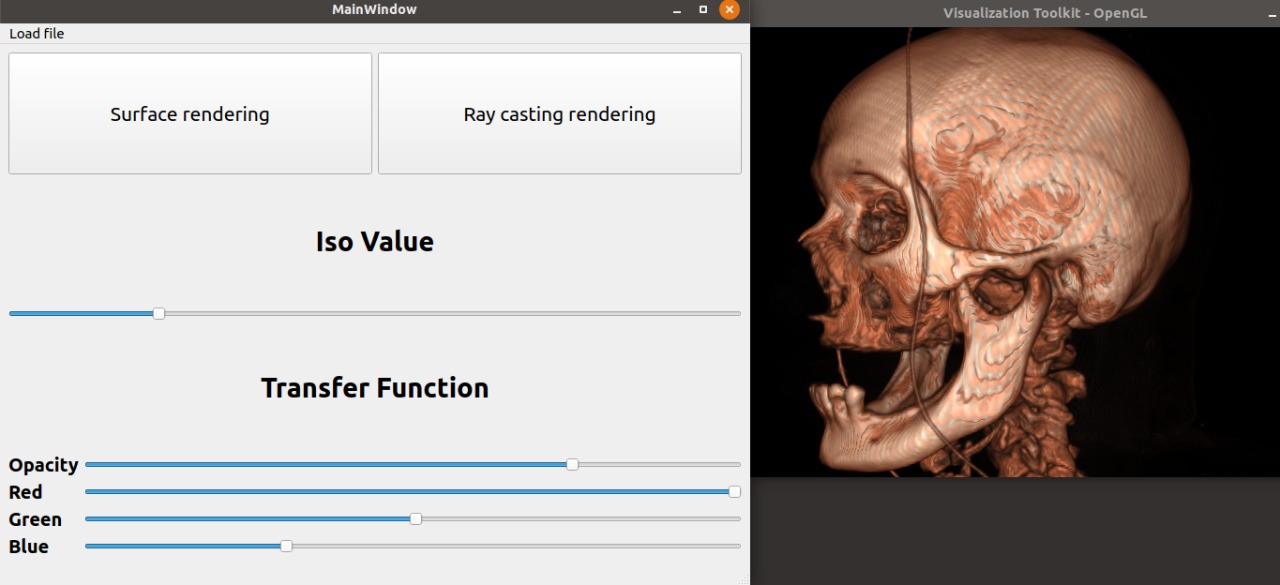 MainWindow
Visualization Toolkit - OpenGL
Load file
Surface rendering
Ray casting rendering
Iso Value
Transfer Function
Opacity
Red
Green
Blue